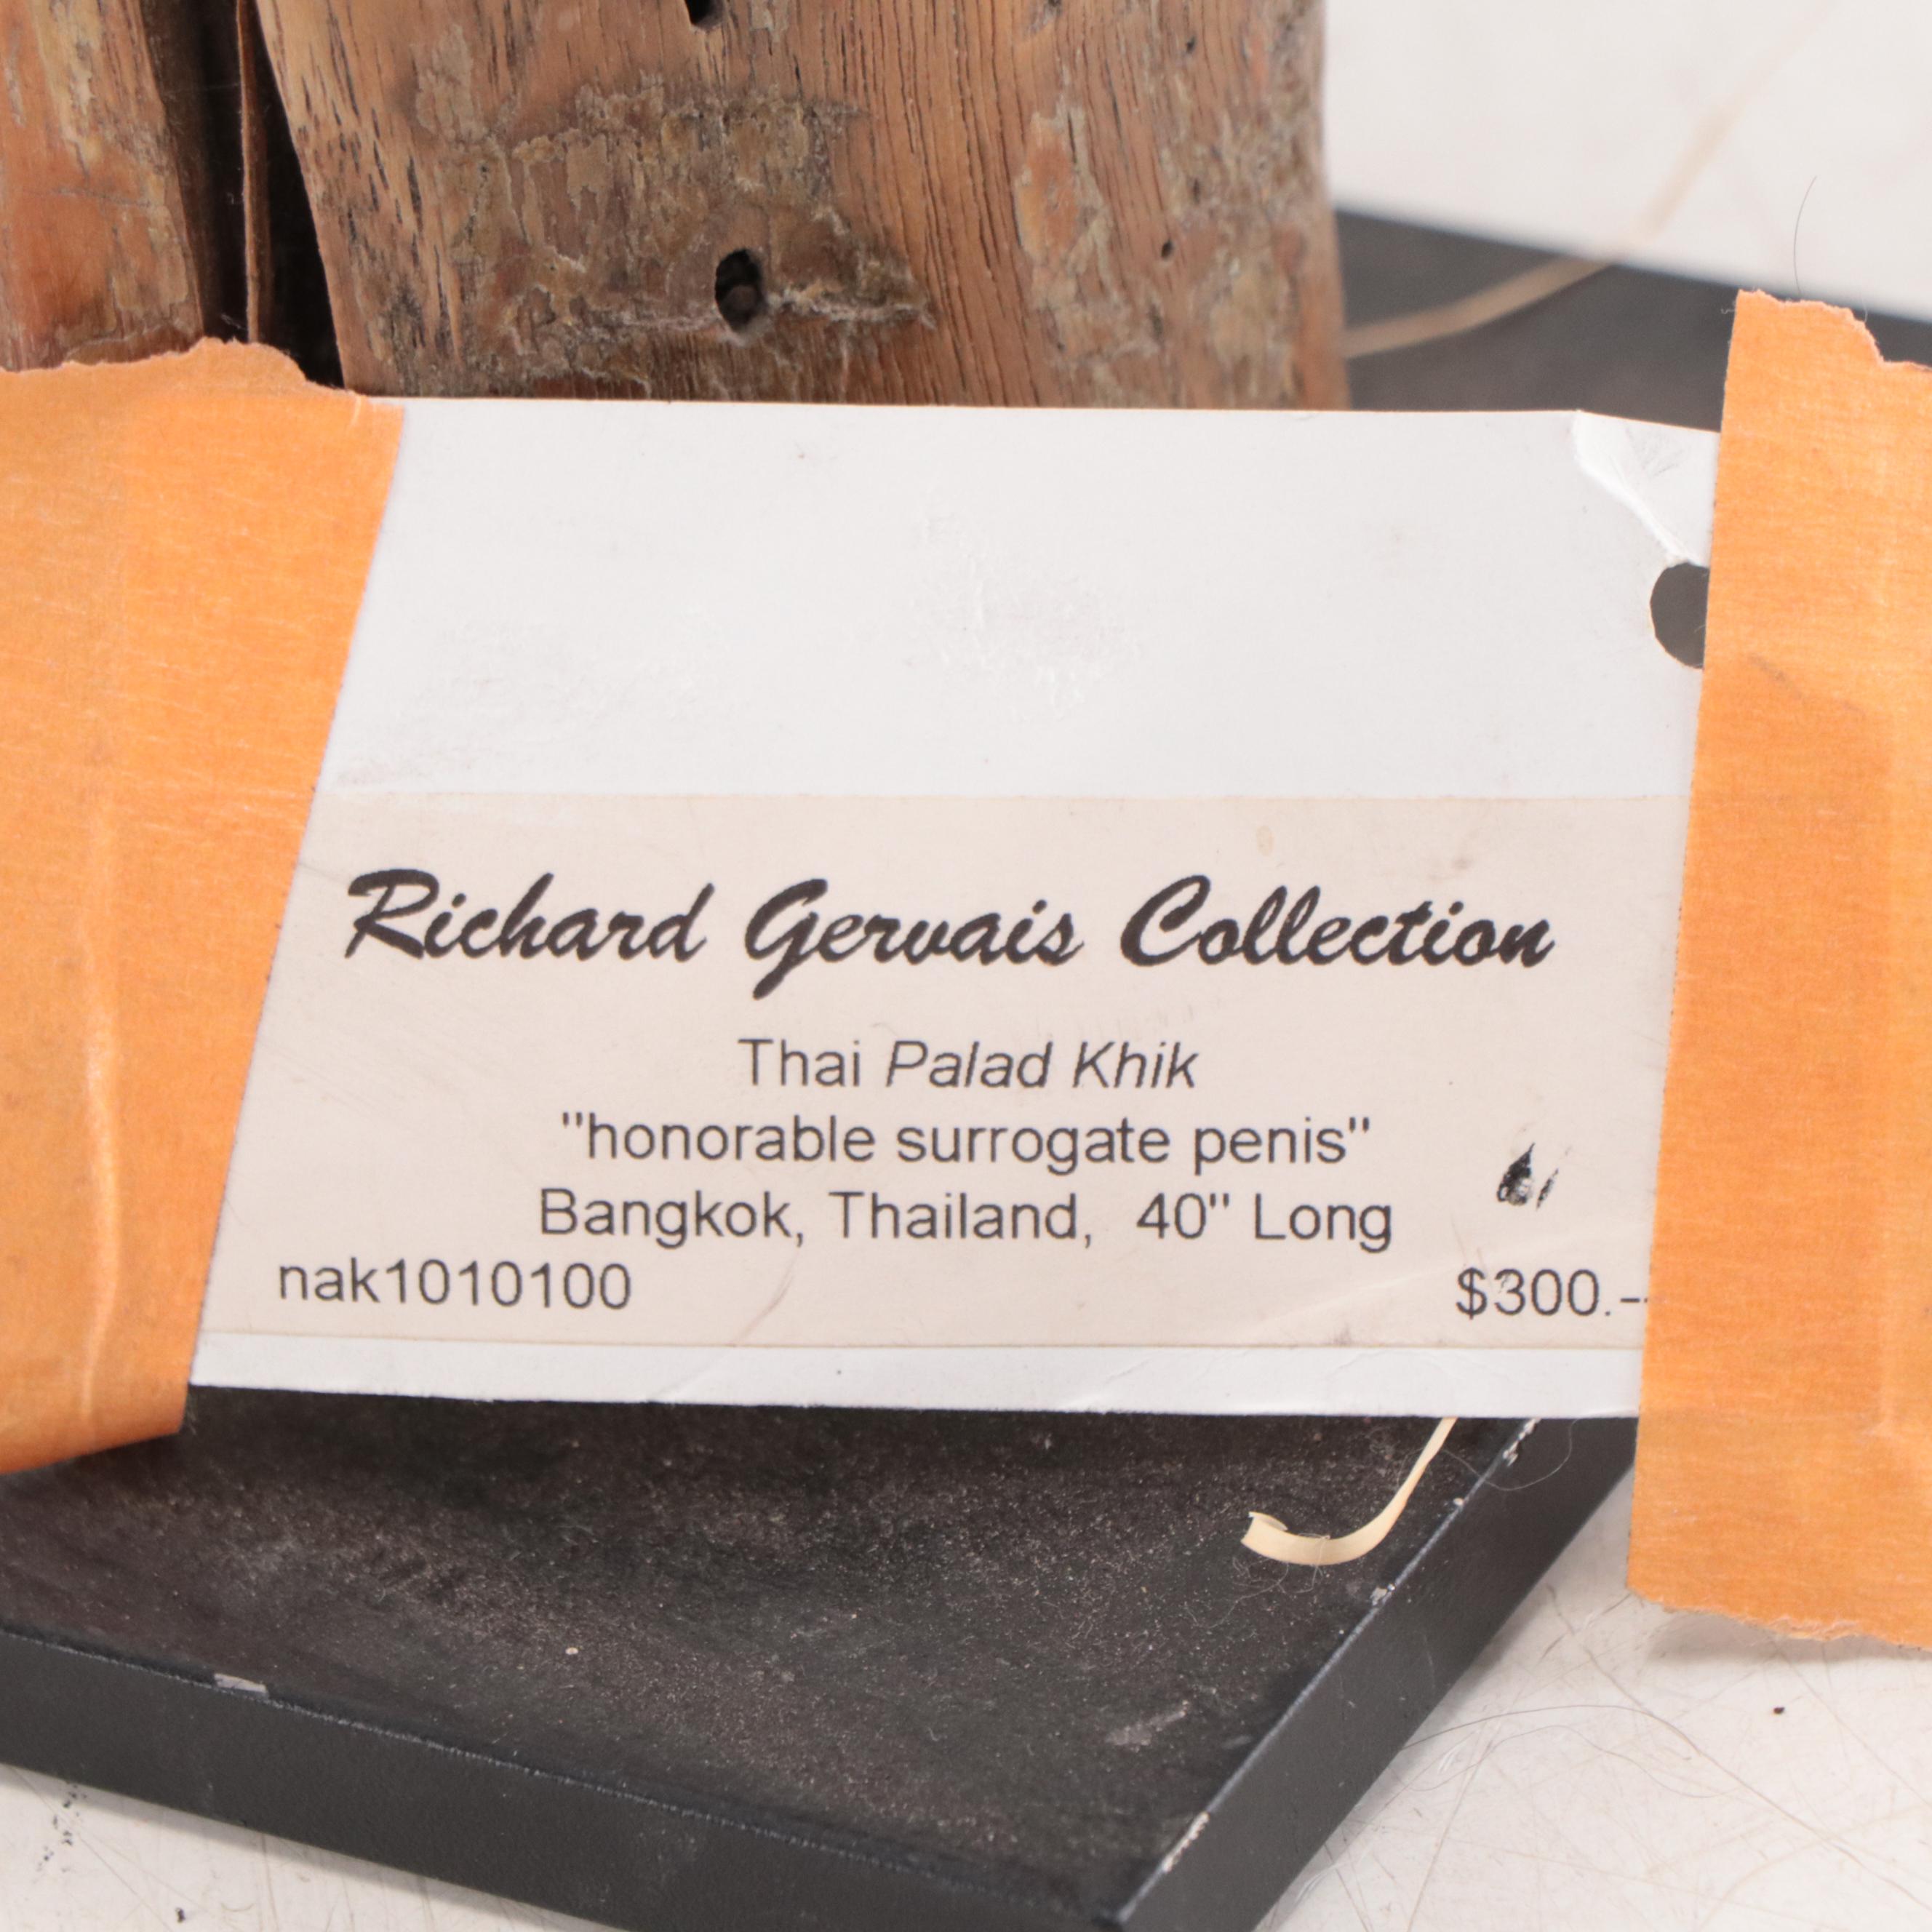 Richard Gervais Collection
Thai Palad Khik
"honorable surrogate penis"
Bangkok, Thailand, 40" Long
nak1010100 $300.--